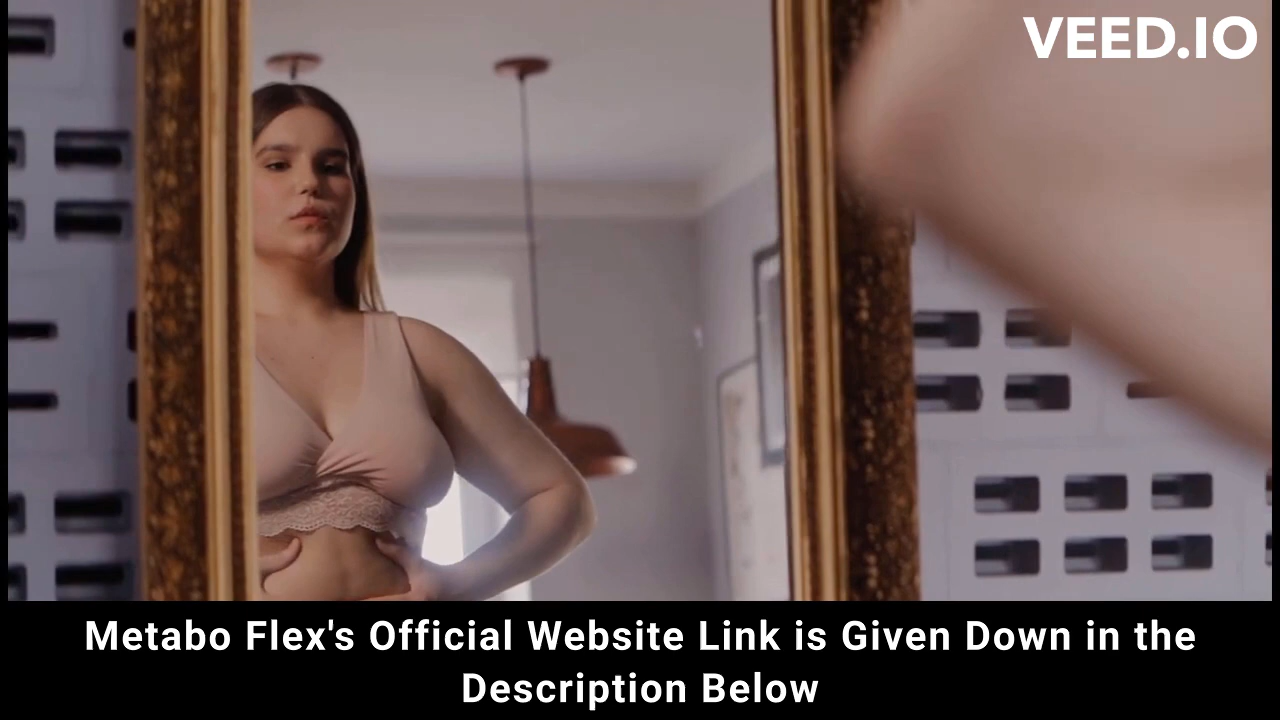 VEED.IO
Metabo Flex's Official Website Link is Given Down in the
Description Below